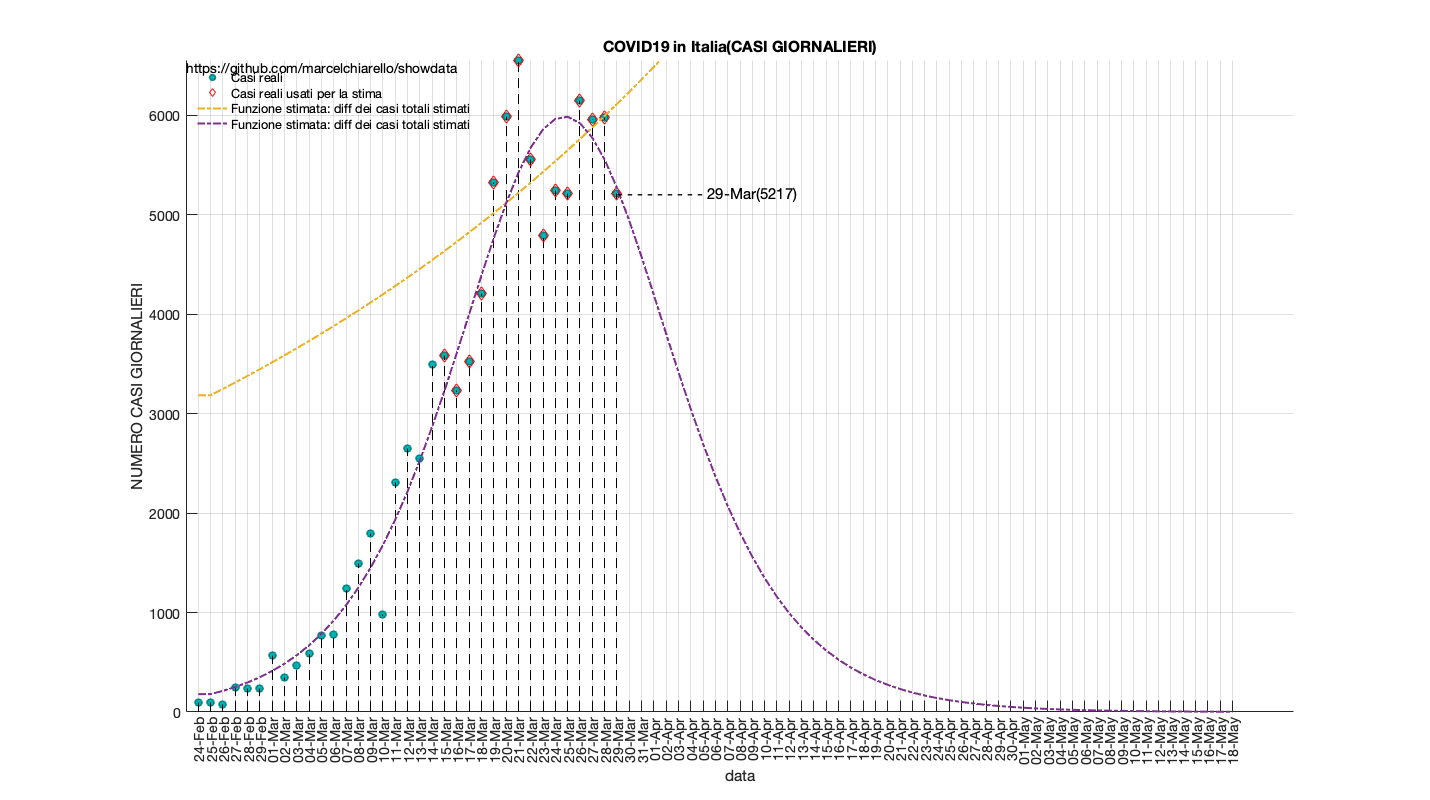 COVID19 in Italia(CASI GIORNALIERI)
https://github.com/marcelchiarello/showdata
Casi reali
Casi reali usati per la stima
Funzione stimata: diff dei casi totali stimati
Funzione stimata: diff dei casi totali stimati
6000
5000
4000
3000
2000
1000
0
NUMERO CASI GIORNALIERI
29-Mar(5217)
24-Feb
25-Feb
26-Feb
27-Feb
28-Feb
29-Feb
01-Mar
02-Mar
03-Mar
04-Mar
05-Mar
06-Mar
07-Mar
08-Mar
09-Mar
10-Mar
11-Mar
12-Mar
13-Mar
14-Mar
15-Mar
16-Mar
17-Mar
18-Mar
19-Mar
20-Mar
21-Mar
22-Mar
23-Mar
24-Mar
25-Mar
26-Mar
27-Mar
28-Mar
29-Mar
30-Mar
31-Mar
01-Apr
02-Apr
03-Apr
04-Apr
05-Apr
06-Apr
07-Apr
08-Apr
09-Apr
10-Apr
11-Apr
12-Apr
13-Apr
14-Apr
15-Apr
16-Apr
17-Apr
18-Apr
19-Apr
20-Apr
21-Apr
22-Apr
23-Apr
24-Apr
25-Apr
26-Apr
27-Apr
28-Apr
29-Apr
30-Apr
01-May
02-May
03-May
04-May
05-May
06-May
07-May
08-May
09-May
10-May
11-May
12-May
13-May
14-May
15-May
16-May
17-May
18-May
data